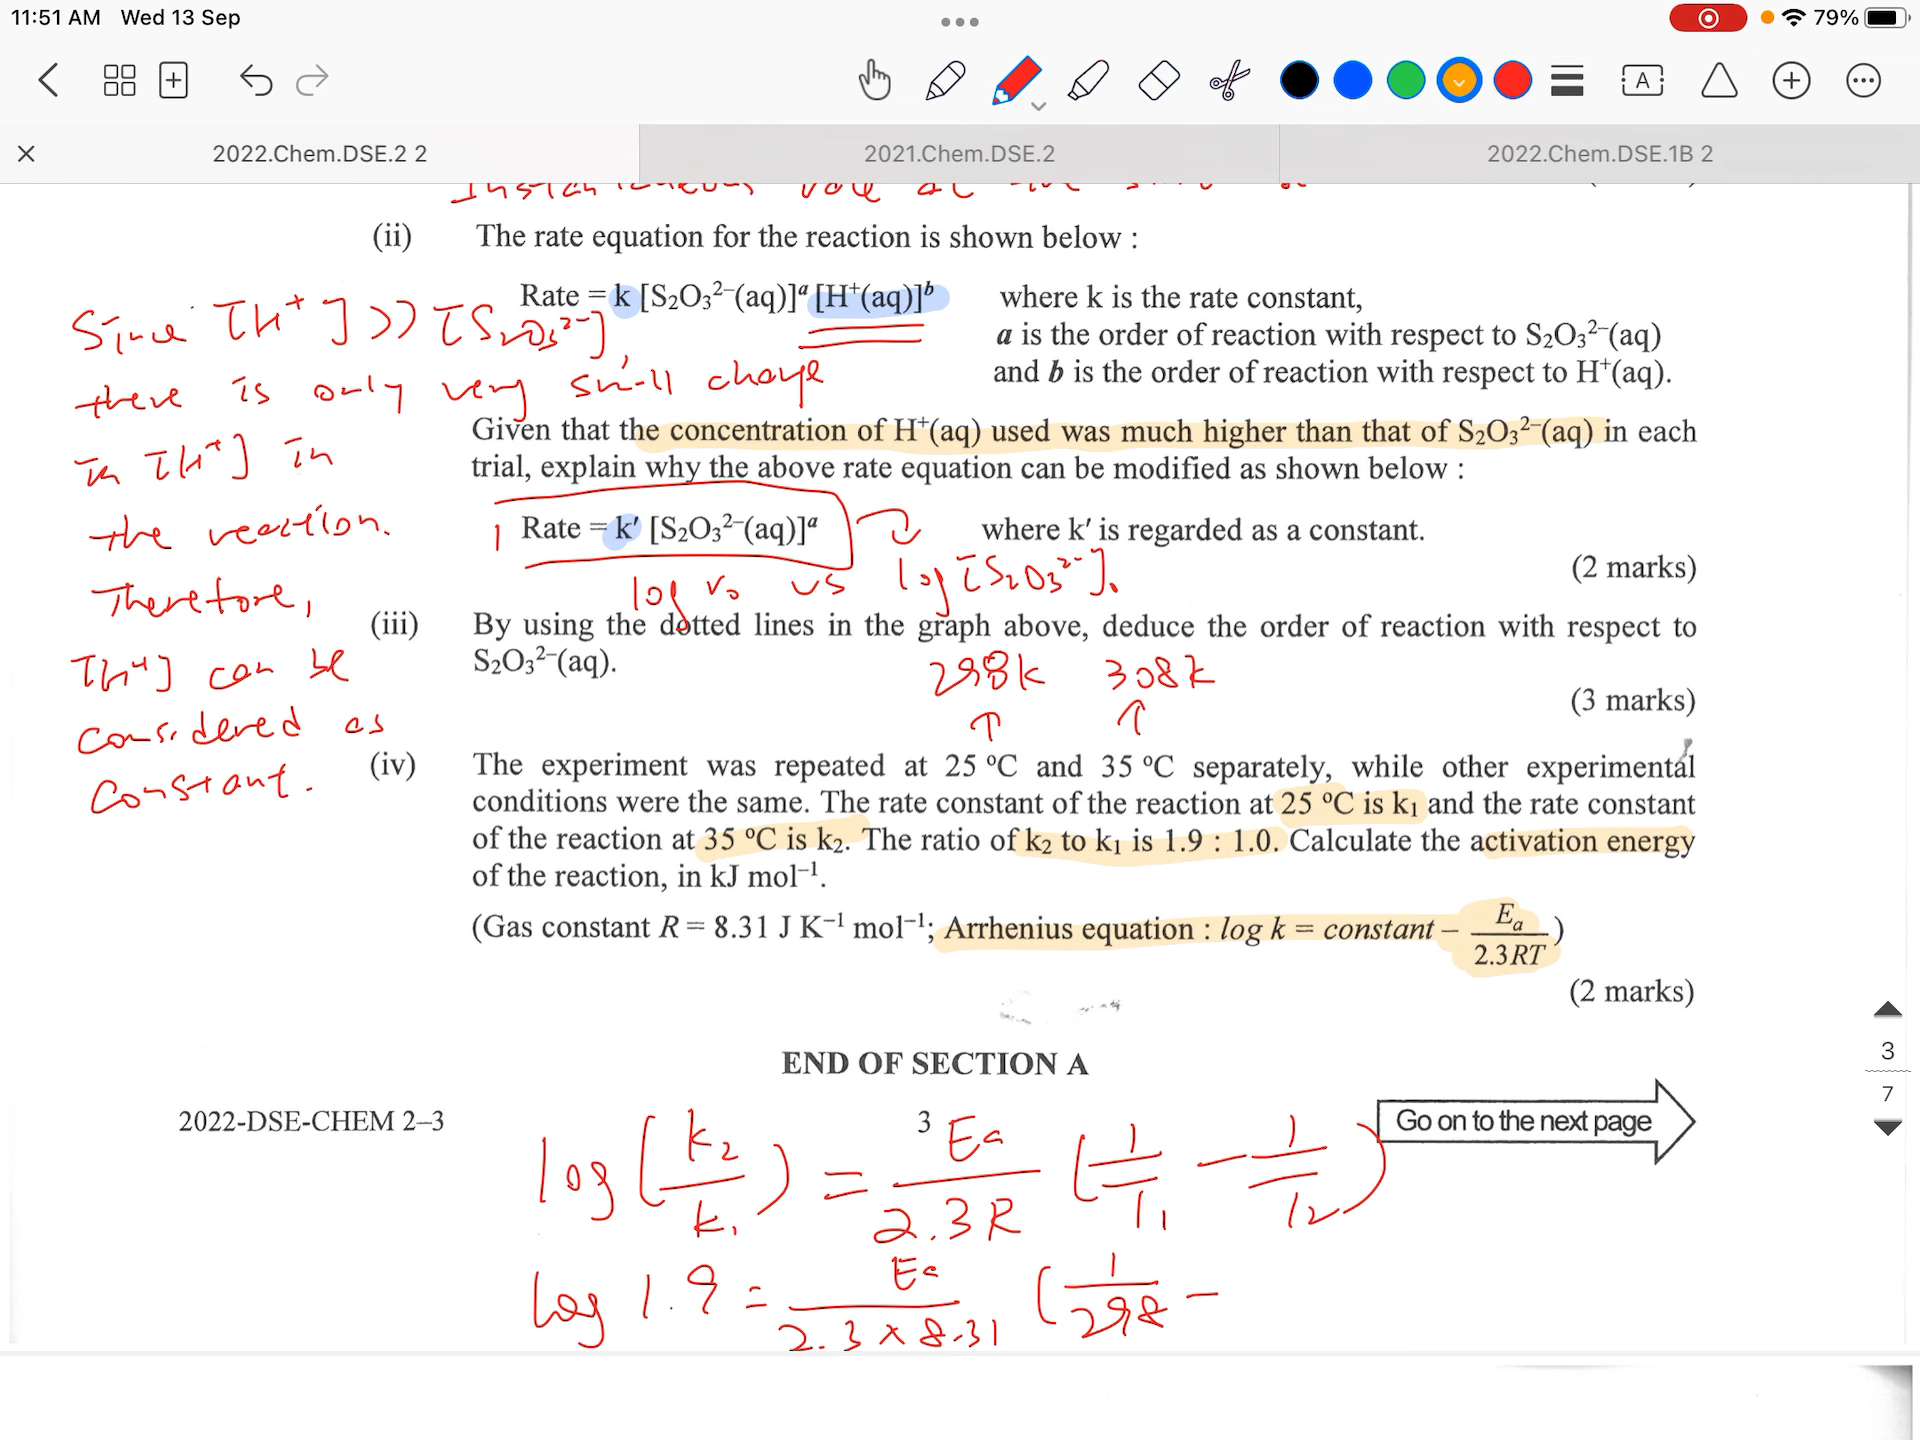 11:51 AM Wed 13 Sep
79%
2022.Chem.DSE.2 2
2021.Chem.DSE.2
2022.Chem.DSE.1B 2
(ii) The rate equation for the reaction is shown below :
Rate = k [S₂O₃²⁻(aq)]ᵃ [H⁺(aq)]ᵇ where k is the rate constant,
a is the order of reaction with respect to S₂O₃²⁻(aq)
and b is the order of reaction with respect to H⁺(aq).
Since [H⁺] >> [S₂O₃²⁻],
there is only very small change
in [H⁺] in
the reaction.
Therefore,
[H⁺] can be
considered as
constant.
Given that the concentration of H⁺(aq) used was much higher than that of S₂O₃²⁻(aq) in each
trial, explain why the above rate equation can be modified as shown below :
Rate = k′ [S₂O₃²⁻(aq)]ᵃ where k′ is regarded as a constant.
(2 marks)
log r₀ vs log [S₂O₃²⁻].
(iii) By using the dotted lines in the graph above, deduce the order of reaction with respect to
S₂O₃²⁻(aq).
298k 308k
(3 marks)
(iv) The experiment was repeated at 25 ºC and 35 ºC separately, while other experimental
conditions were the same. The rate constant of the reaction at 25 ºC is k₁ and the rate constant
of the reaction at 35 ºC is k₂. The ratio of k₂ to k₁ is 1.9 : 1.0. Calculate the activation energy
of the reaction, in kJ mol⁻¹.
(Gas constant R = 8.31 J K⁻¹ mol⁻¹; Arrhenius equation : log k = constant − Eₐ/2.3RT)
(2 marks)
END OF SECTION A
2022-DSE-CHEM 2–3
3
Go on to the next page
log (k₂/k₁) = Ea/2.3R (1/T₁ − 1/T₂)
log 1.9 = Ea/2.3 × 8.31 (1/298 −
3
7